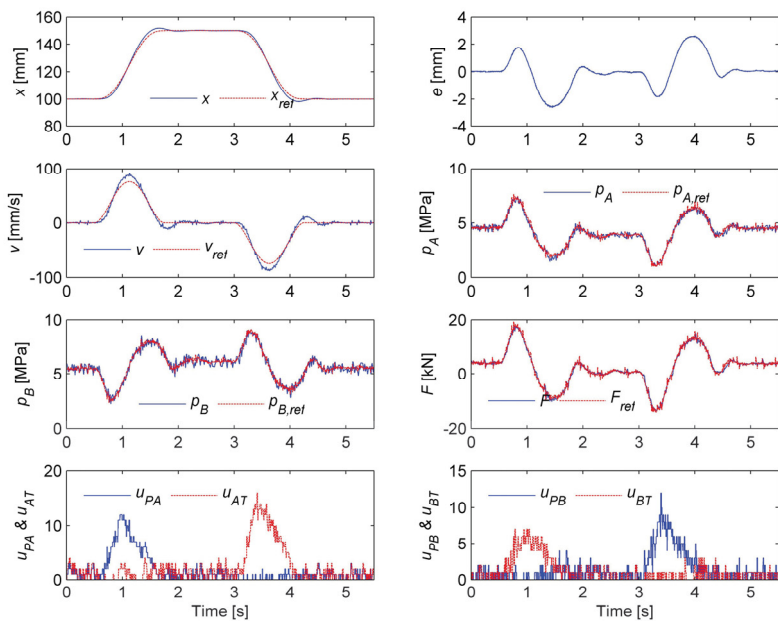 160
140
120
100
80
x [mm]
x x_ref
0 1 2 3 4 5
4
2
0
-2
-4
e [mm]
0 1 2 3 4 5
100
0
-100
v [mm/s]
v v_ref
0 1 2 3 4 5
10
5
0
p_A [MPa]
p_A p_A,ref
0 1 2 3 4 5
10
5
0
p_B [MPa]
p_B p_B,ref
0 1 2 3 4 5
20
0
-20
F [kN]
F F_ref
0 1 2 3 4 5
20
10
0
u_PA & u_AT
u_PA u_AT
0 1 2 3 4 5
Time [s]
15
10
5
0
u_PB & u_BT
u_PB u_BT
0 1 2 3 4 5
Time [s]